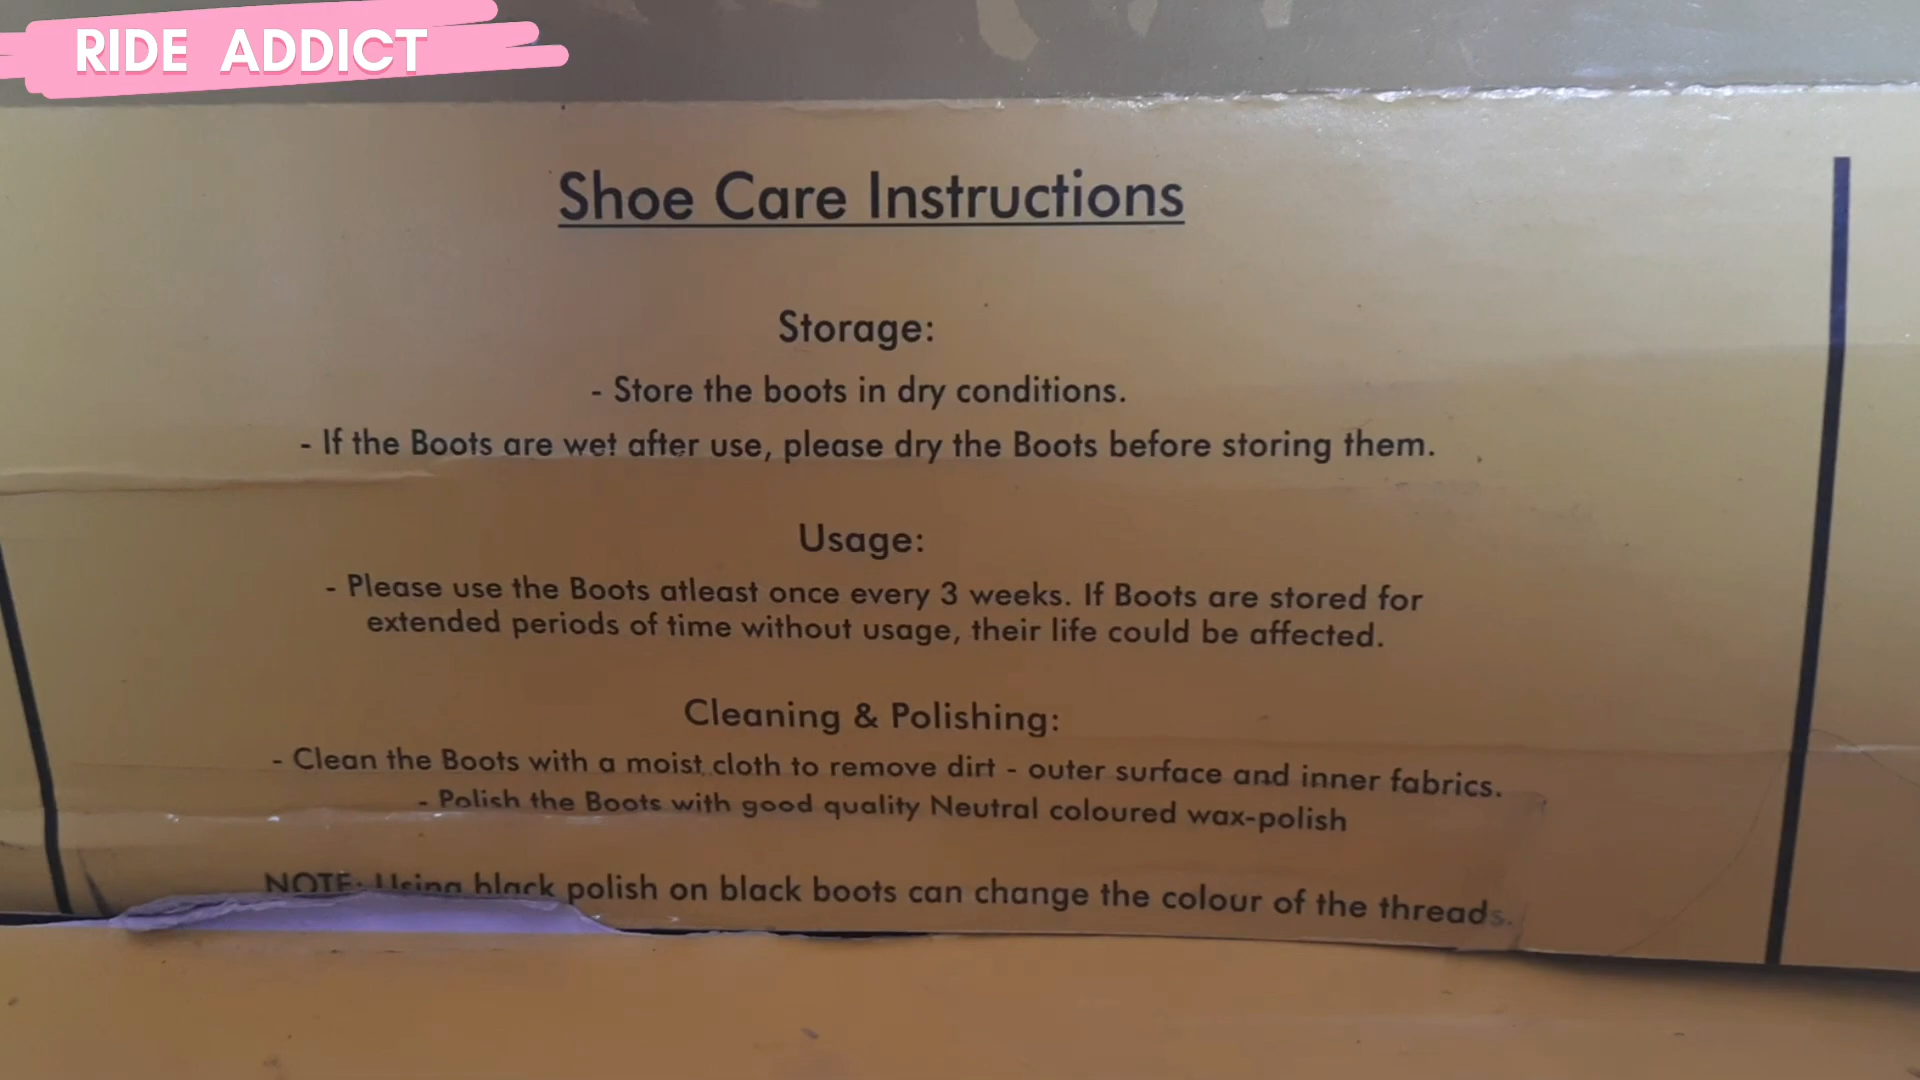 RIDE ADDICT
Shoe Care Instructions
Storage:
- Store the boots in dry conditions.
- If the Boots are wet after use, please dry the Boots before storing them.
Usage:
- Please use the Boots atleast once every 3 weeks. If Boots are stored for
extended periods of time without usage, their life could be affected.
Cleaning & Polishing:
- Clean the Boots with a moist cloth to remove dirt - outer surface and inner fabrics.
- Polish the Boots with good quality Neutral coloured wax-polish
NOTE: Using black polish on black boots can change the colour of the threads.